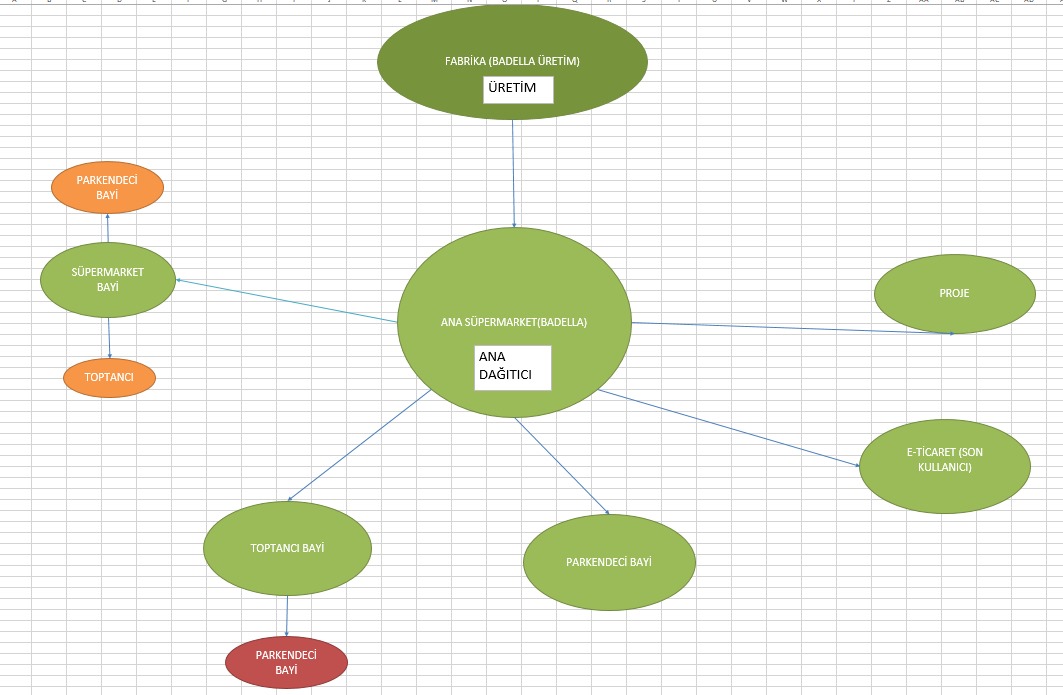 FABRİKA (BADELLA ÜRETİM)
ÜRETİM
PARKENDECİ
BAYİ
SÜPERMARKET
BAYİ
TOPTANCI
ANA SÜPERMARKET(BADELLA)
ANA
DAĞITICI
PROJE
E-TİCARET (SON
KULLANICI)
TOPTANCI BAYİ
PARKENDECİ BAYİ
PARKENDECİ
BAYİ